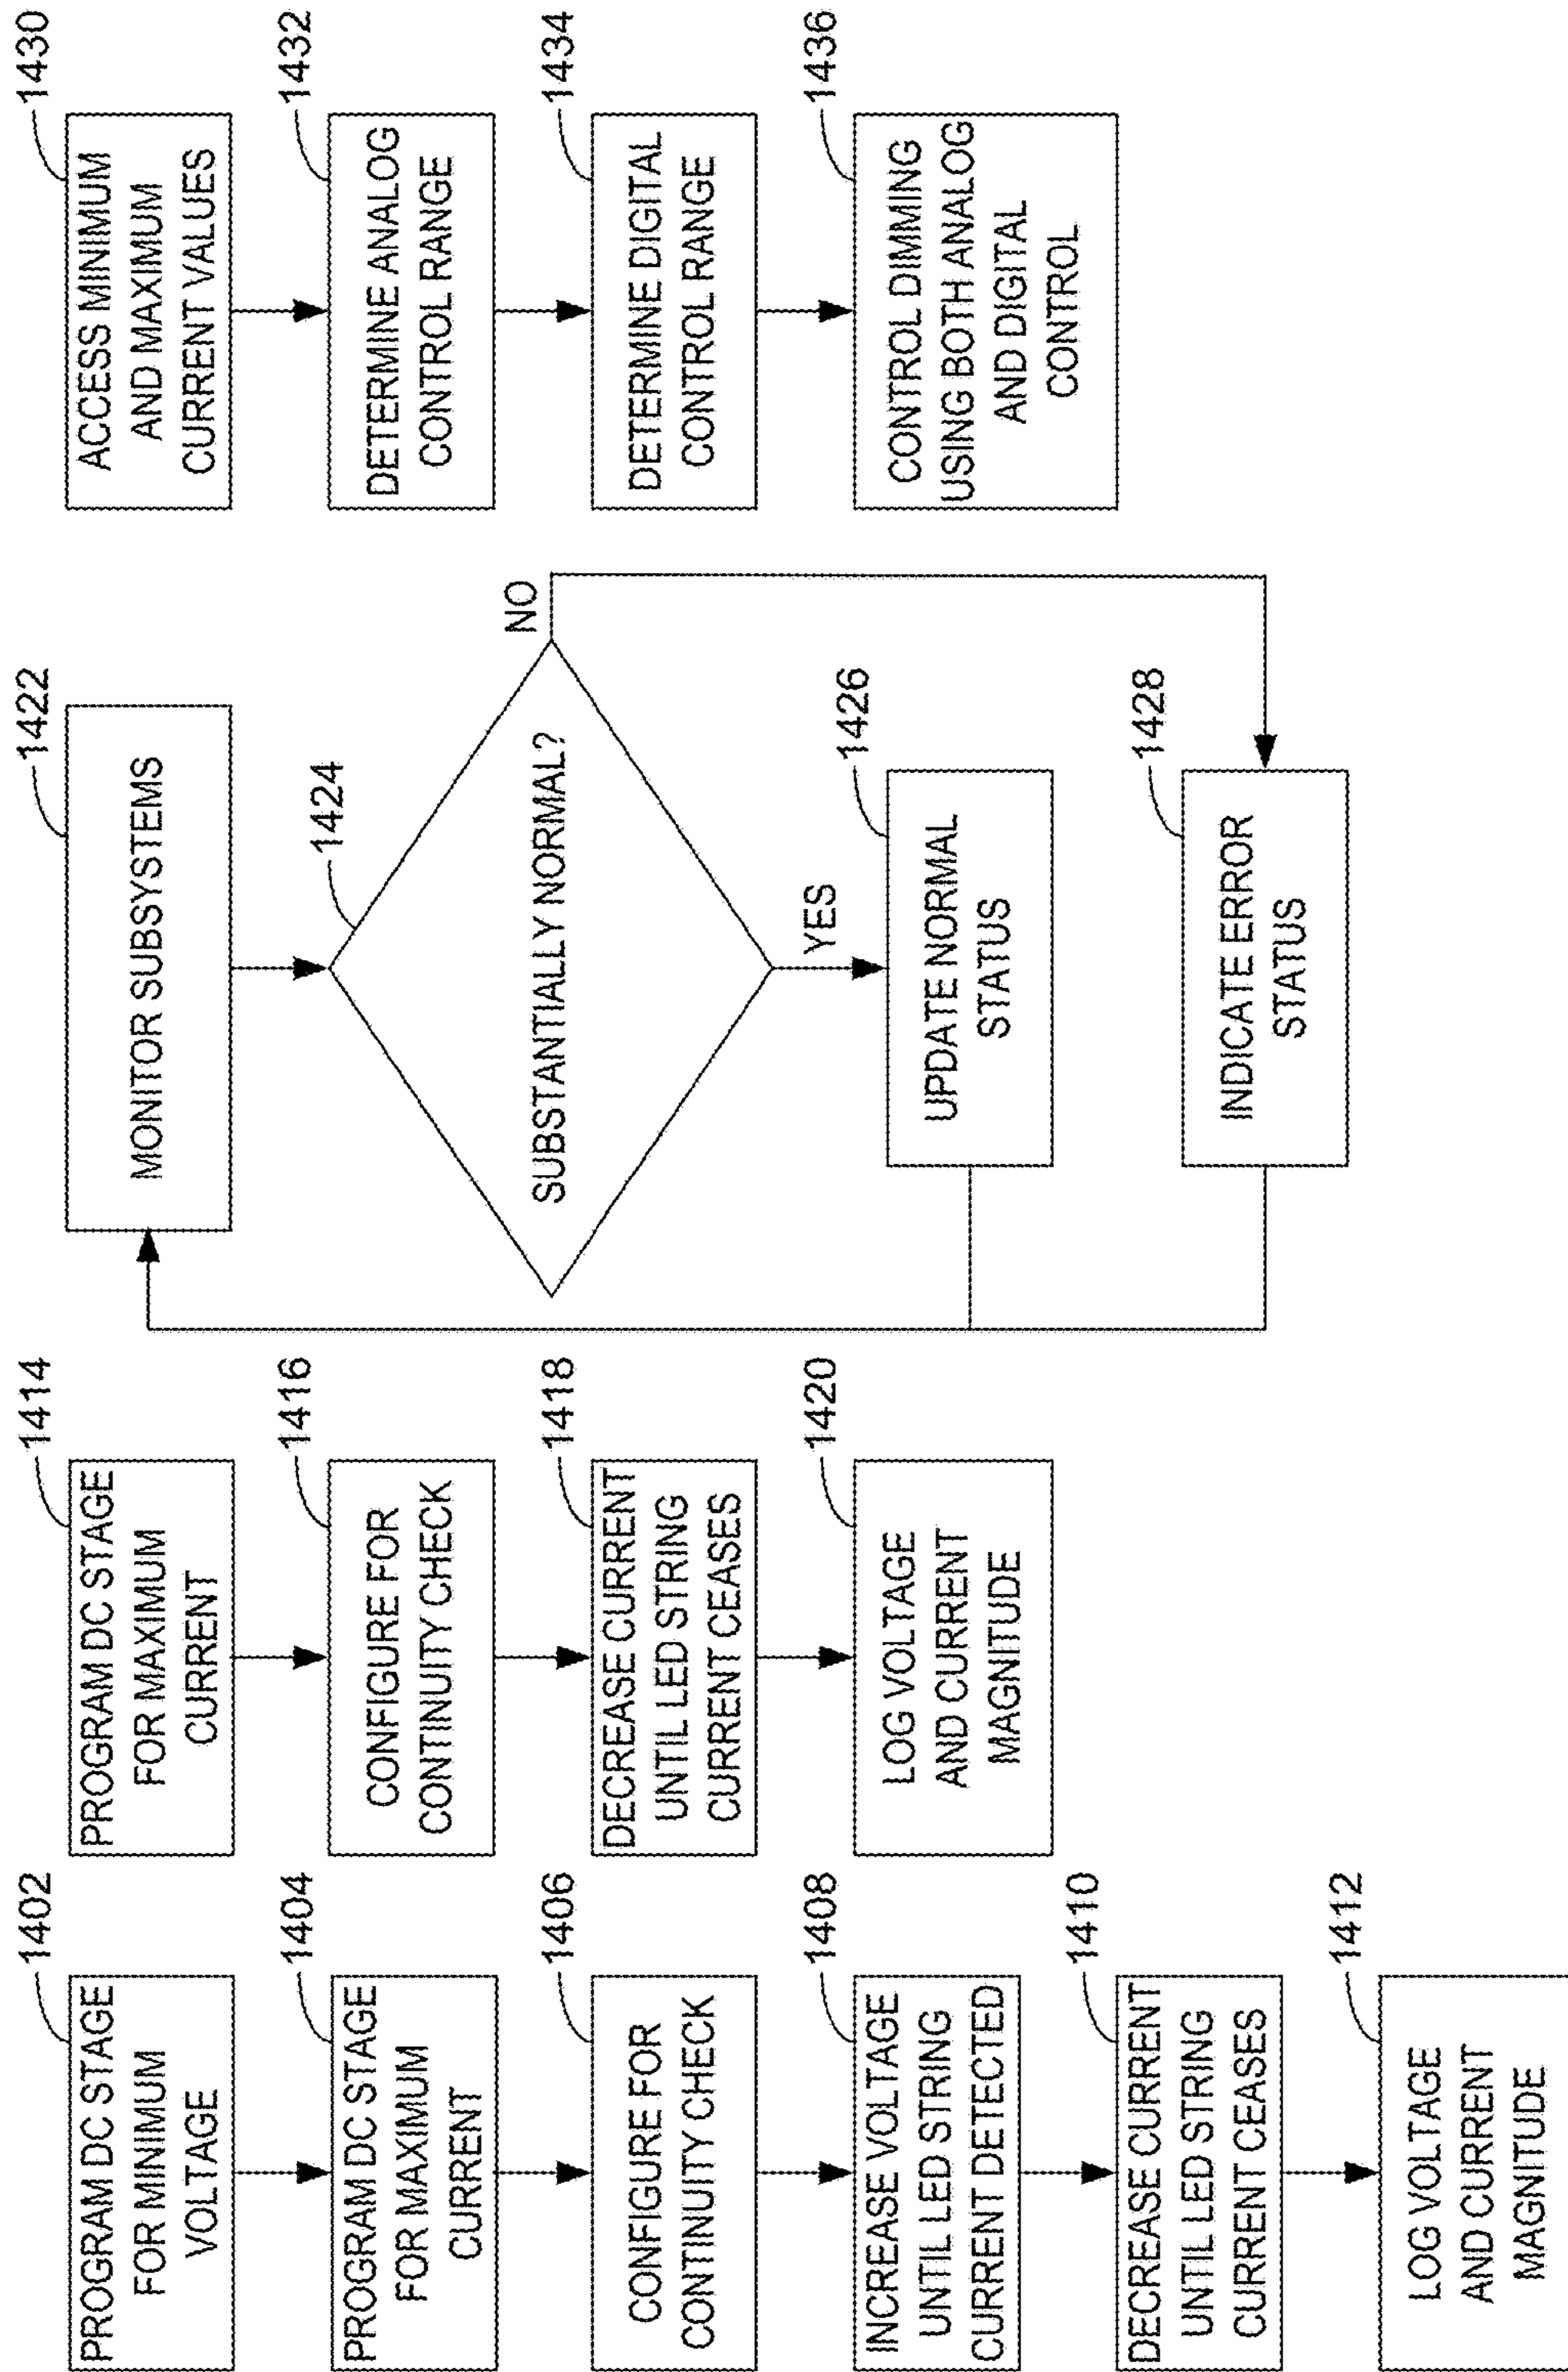 1402
PROGRAM DC STAGE
FOR MINIMUM
VOLTAGE
1404
PROGRAM DC STAGE
FOR MAXIMUM
CURRENT
1406
CONFIGURE FOR
CONTINUITY CHECK
1408
INCREASE VOLTAGE
UNTIL LED STRING
CURRENT DETECTED
1410
DECREASE CURRENT
UNTIL LED STRING
CURRENT CEASES
1412
LOG VOLTAGE
AND CURRENT
MAGNITUDE
1414
PROGRAM DC STAGE
FOR MAXIMUM
CURRENT
1416
CONFIGURE FOR
CONTINUITY CHECK
1418
DECREASE CURRENT
UNTIL LED STRING
CURRENT CEASES
1420
LOG VOLTAGE
AND CURRENT
MAGNITUDE
1422
MONITOR SUBSYSTEMS
1424
SUBSTANTIALLY NORMAL?
NO
YES
1426
UPDATE NORMAL
STATUS
1428
INDICATE ERROR
STATUS
1430
ACCESS MINIMUM
AND MAXIMUM
CURRENT VALUES
1432
DETERMINE ANALOG
CONTROL RANGE
1434
DETERMINE DIGITAL
CONTROL RANGE
1436
CONTROL DIMMING
USING BOTH ANALOG
AND DIGITAL
CONTROL